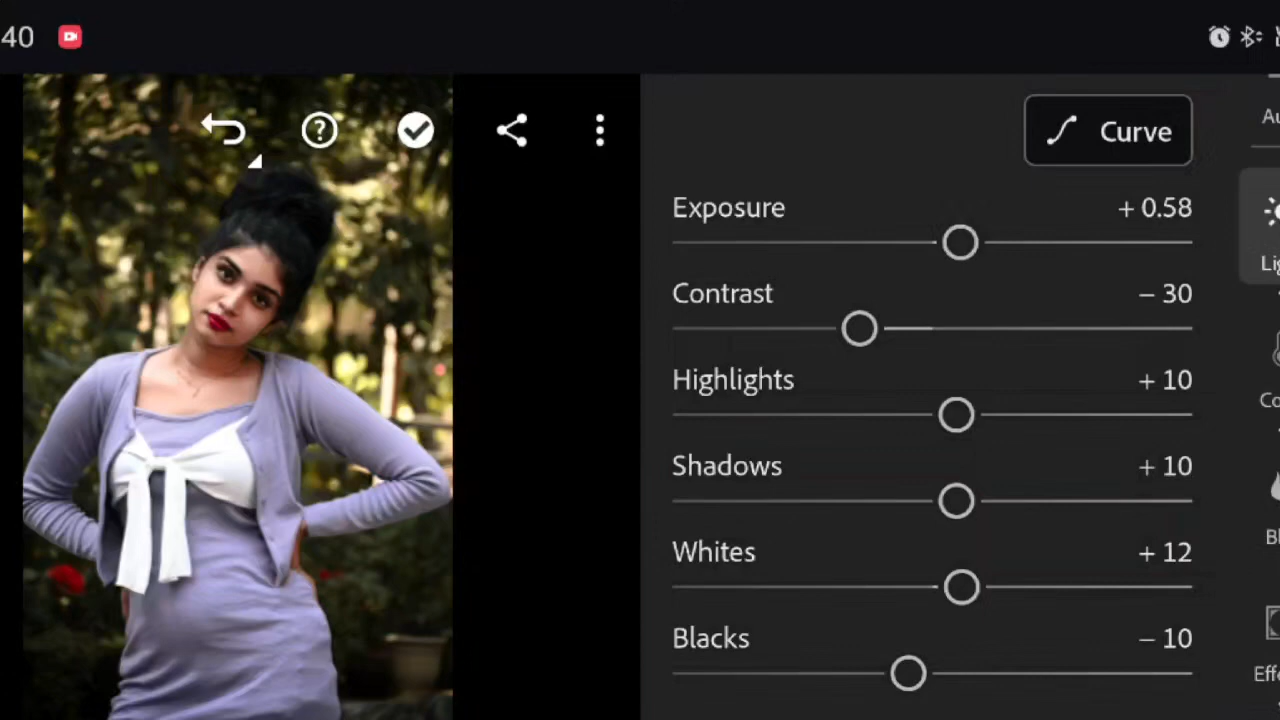 40
Curve
Exposure + 0.58
Contrast − 30
Highlights + 10
Shadows + 10
Whites + 12
Blacks − 10